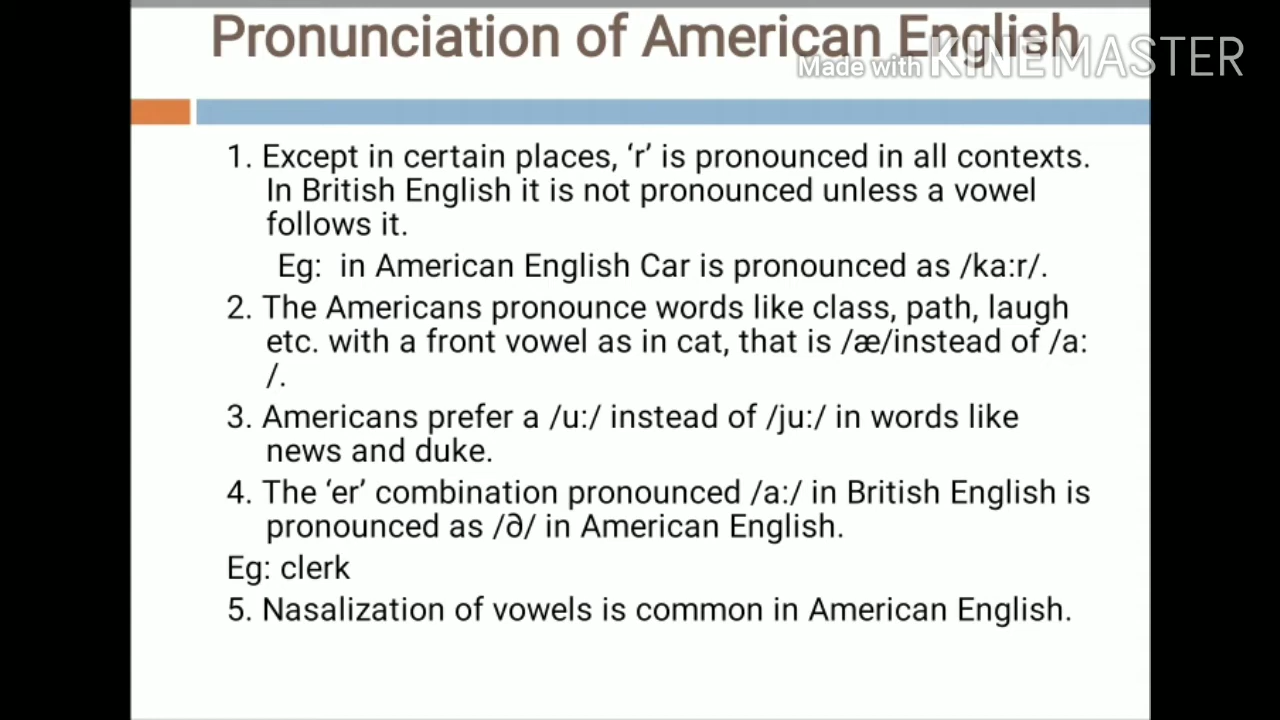 Pronunciation of American English
Made with KINEMASTER
1. Except in certain places, ‘r’ is pronounced in all contexts.
In British English it is not pronounced unless a vowel
follows it.
Eg: in American English Car is pronounced as /ka:r/.
2. The Americans pronounce words like class, path, laugh
etc. with a front vowel as in cat, that is /æ/instead of /a:
/.
3. Americans prefer a /u:/ instead of /ju:/ in words like
news and duke.
4. The ‘er’ combination pronounced /a:/ in British English is
pronounced as /∂/ in American English.
Eg: clerk
5. Nasalization of vowels is common in American English.